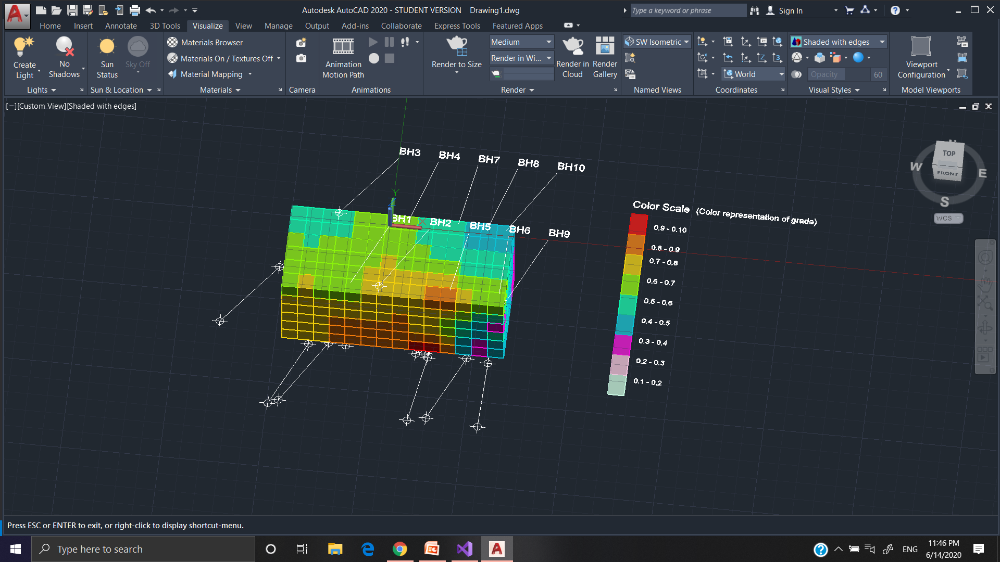 Autodesk AutoCAD 2020 - STUDENT VERSION Drawing1.dwg
Type a keyword or phrase
Sign In
Home Insert Annotate 3D Tools Visualize View Manage Output Add-ins Collaborate Express Tools Featured Apps
Create Light
No Shadows
Sun Status
Sky Off
Materials Browser
Materials On / Textures Off
Material Mapping
Animation Motion Path
Render to Size
Medium
Render in Wi...
Render in Cloud
Render Gallery
SW Isometric
World
Shaded with edges
Opacity 60
Viewport Configuration
Lights
Sun & Location
Materials
Camera
Animations
Render
Named Views
Coordinates
Visual Styles
Model Viewports
[−][Custom View][Shaded with edges]
BH3
BH4
BH7
BH8
BH10
BH1
BH2
BH5
BH6
BH9
Y
Z
X
Color Scale (Color representation of grade)
0.9 - 0.10
0.8 - 0.9
0.7 - 0.8
0.6 - 0.7
0.5 - 0.6
0.4 - 0.5
0.3 - 0.4
0.2 - 0.3
0.1 - 0.2
N
TOP
W
FRONT
E
S
WCS
Press ESC or ENTER to exit, or right-click to display shortcut-menu.
Type here to search
ENG
11:46 PM
6/14/2020